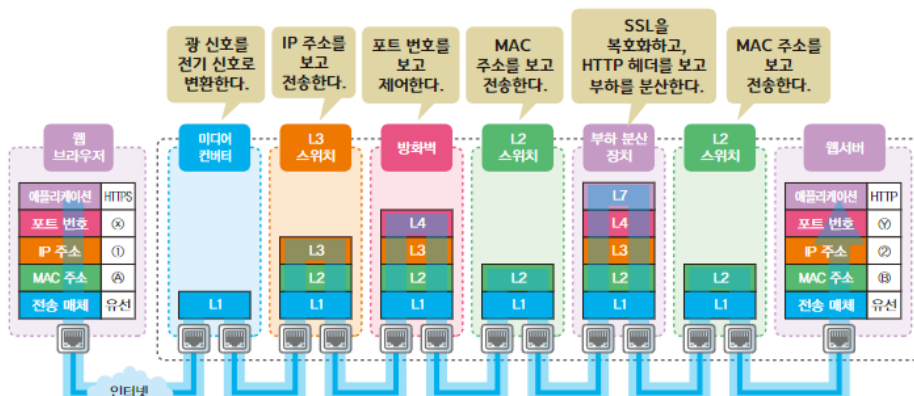 광 신호를
전기 신호로
변환한다.
IP 주소를
보고
전송한다.
포트 번호를
보고
제어한다.
MAC
주소를 보고
전송한다.
SSL을
복호화하고,
HTTP 헤더를 보고
부하를 분산한다.
MAC 주소를
보고
전송한다.
웹
브라우저
미디어
컨버터
L3
스위치
방화벽
L2
스위치
부하 분산
장치
L2
스위치
웹서버
애플리케이션 HTTPS
포트 번호 ⓧ
IP 주소 ①
MAC 주소 Ⓐ
전송 매체 유선
L1
L3
L2
L1
L4
L3
L2
L1
L2
L1
L7
L4
L3
L2
L1
L2
L1
애플리케이션 HTTP
포트 번호 Ⓨ
IP 주소 ②
MAC 주소 Ⓑ
전송 매체 유선
인터넷